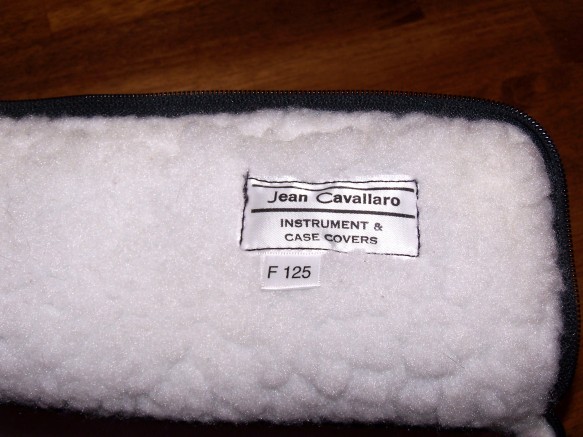 Jean Cavallaro
INSTRUMENT &
CASE COVERS
F 125